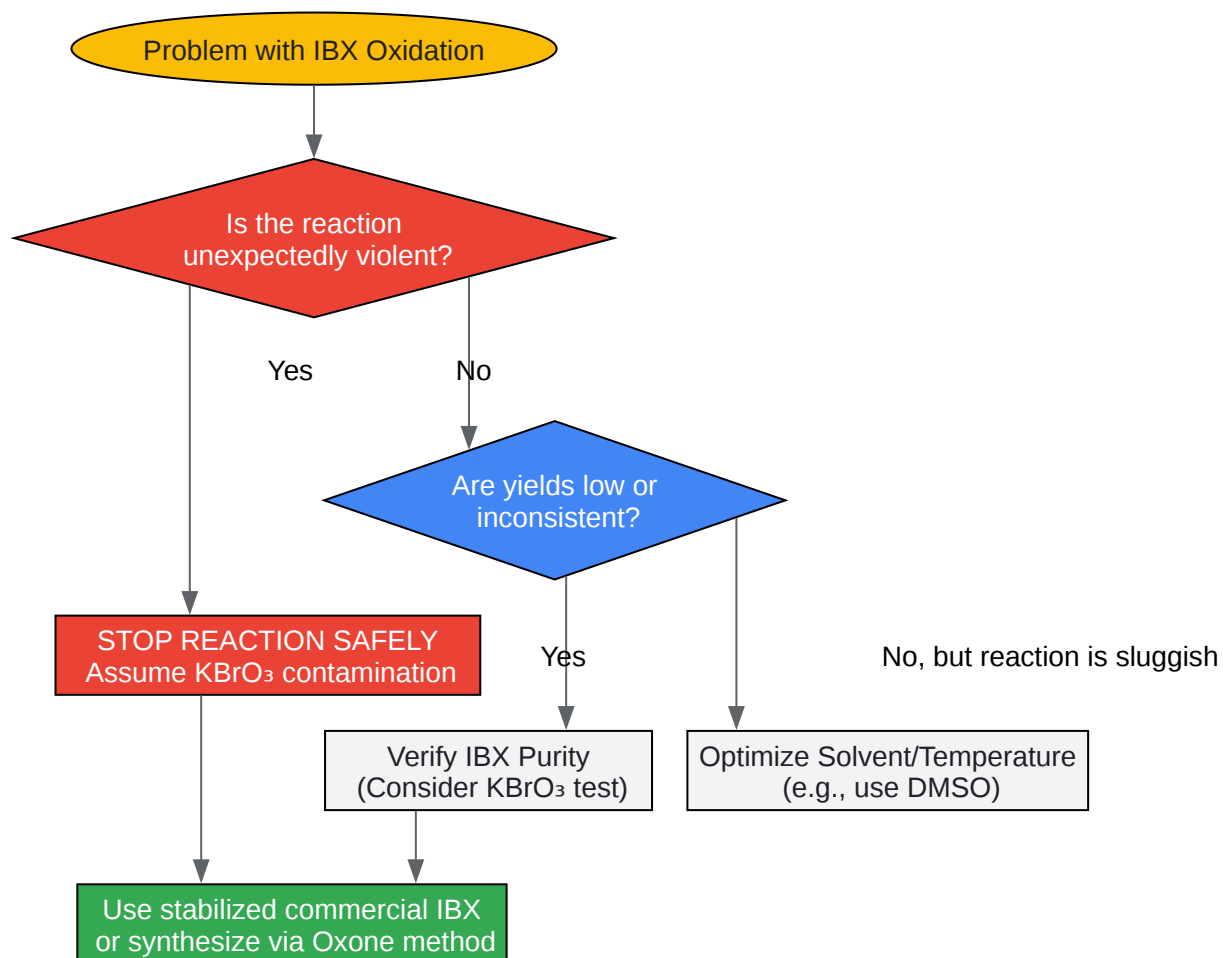 Problem with IBX Oxidation
Is the reaction
unexpectedly violent?
Yes
No
Are yields low or
inconsistent?
STOP REACTION SAFELY
Assume KBrO₃ contamination
Yes
No, but reaction is sluggish
Verify IBX Purity
(Consider KBrO₃ test)
Optimize Solvent/Temperature
(e.g., use DMSO)
Use stabilized commercial IBX
or synthesize via Oxone method